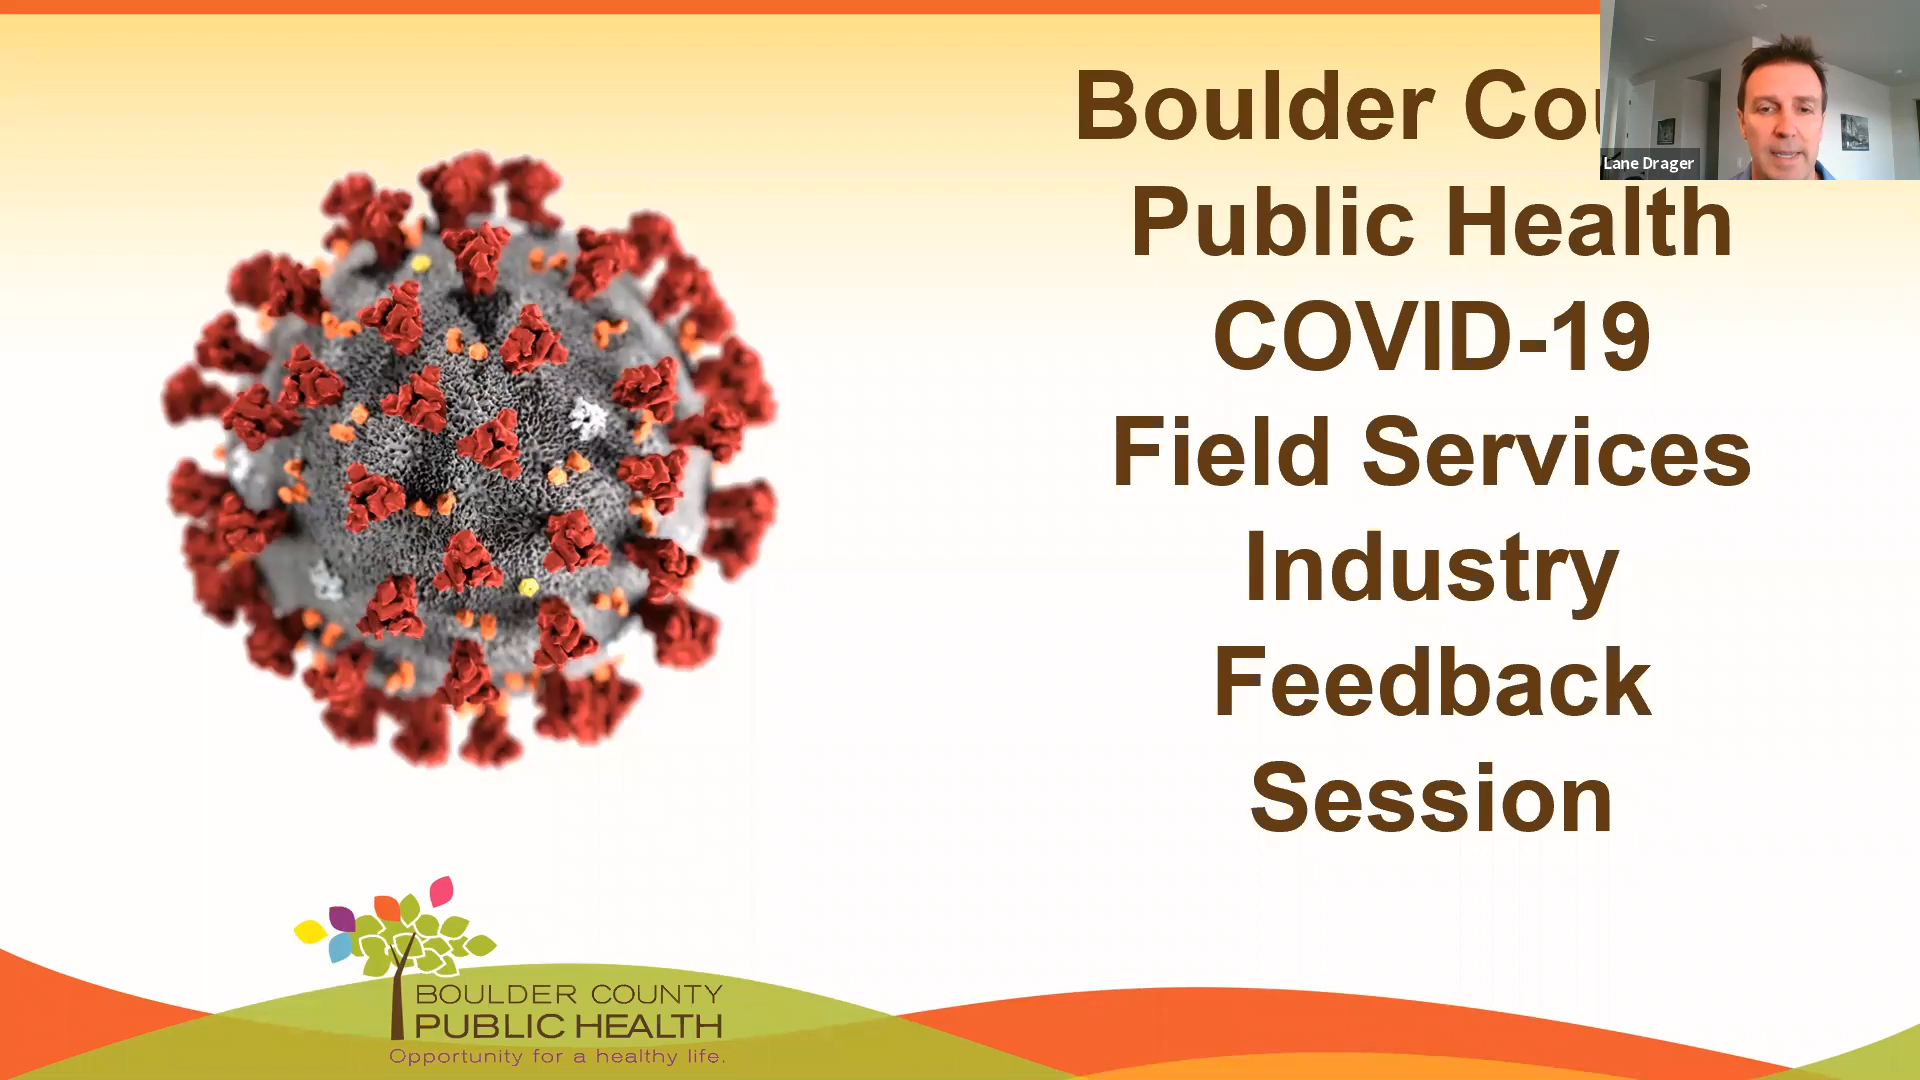 Boulder Cou
Public Health
COVID-19
Field Services
Industry
Feedback
Session
Lane Drager
BOULDER COUNTY
PUBLIC HEALTH
Opportunity for a healthy life.